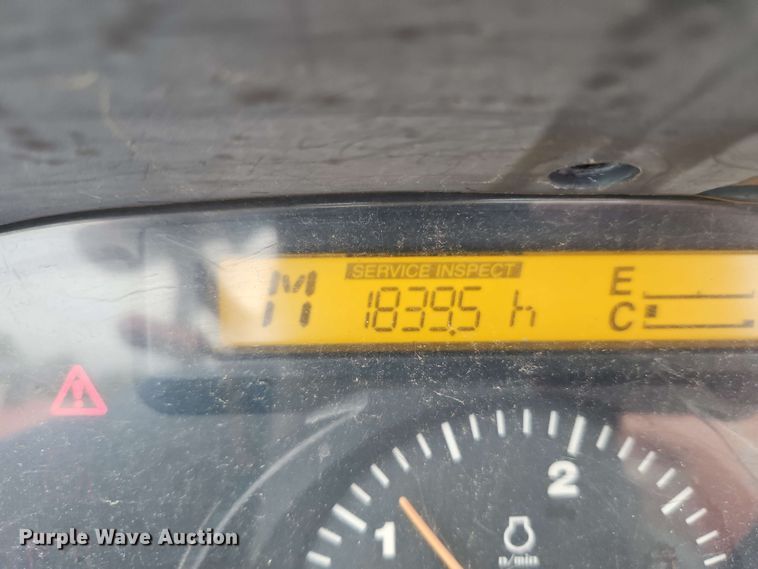 SERVICE INSPECT
M 1839.5 h
E
C
2
1
n/min
Purple Wave Auction